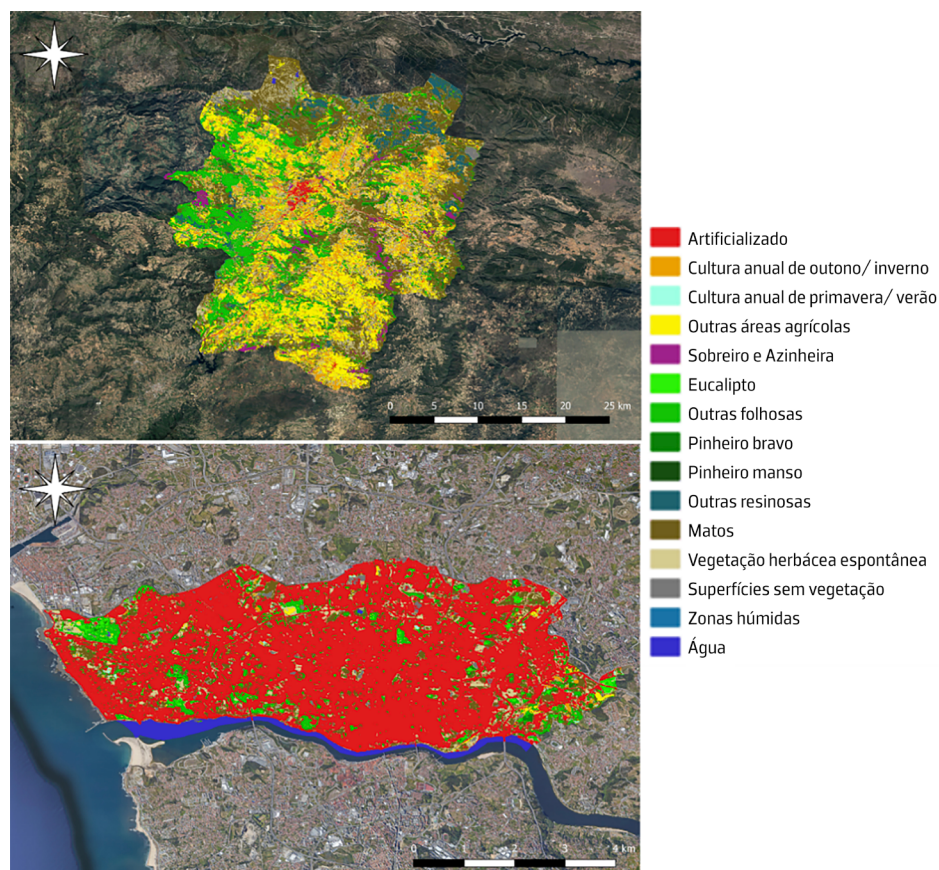 0 5 10 15 20 25 km
Artificializado
Cultura anual de outono/ inverno
Cultura anual de primavera/ verão
Outras áreas agrícolas
Sobreiro e Azinheira
Eucalipto
Outras folhosas
Pinheiro bravo
Pinheiro manso
Outras resinosas
Matos
Vegetação herbácea espontânea
Superfícies sem vegetação
Zonas húmidas
Água
0 1 2 3 4 km